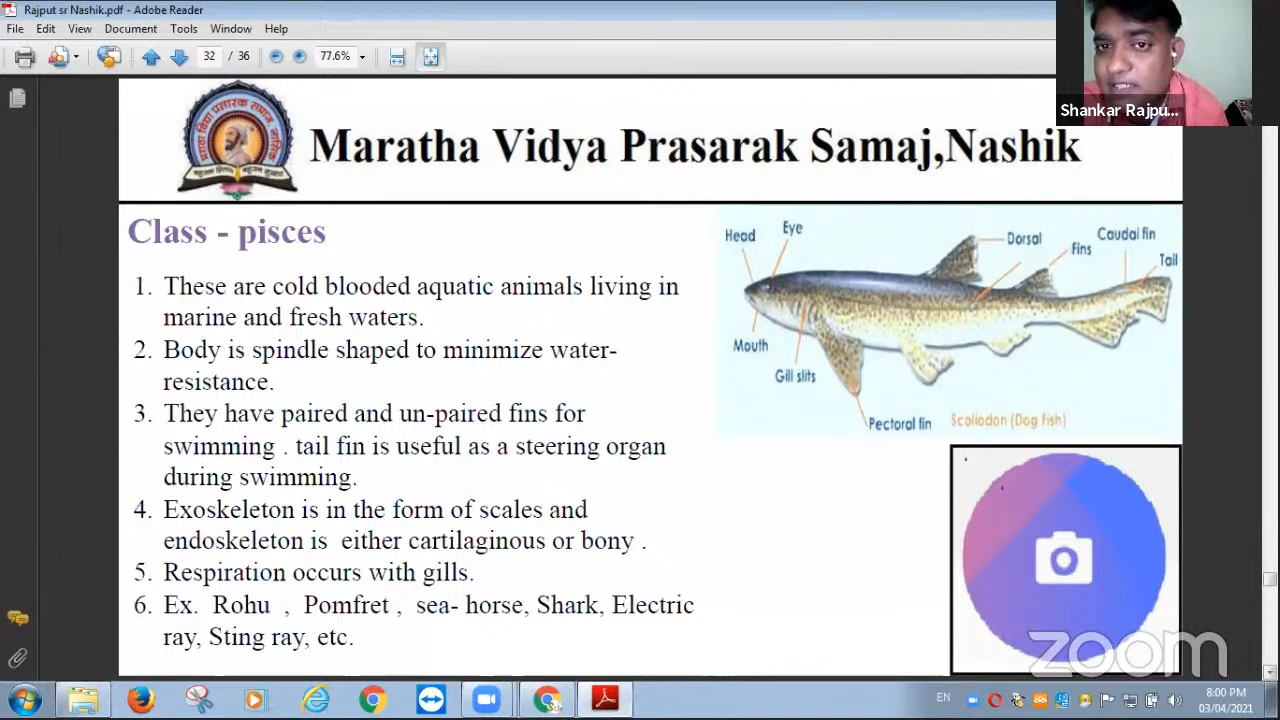 Rajput sr Nashik.pdf - Adobe Reader
File Edit View Document Tools Window Help
32 / 36 77.6%
Shankar Rajpu...
Maratha Vidya Prasarak Samaj,Nashik
Class - pisces
1. These are cold blooded aquatic animals living in
marine and fresh waters.
2. Body is spindle shaped to minimize water-
resistance.
3. They have paired and un-paired fins for
swimming . tail fin is useful as a steering organ
during swimming.
4. Exoskeleton is in the form of scales and
endoskeleton is either cartilaginous or bony .
5. Respiration occurs with gills.
6. Ex. Rohu , Pomfret , sea- horse, Shark, Electric
ray, Sting ray, etc.
Head
Eye
Dorsal
Fins
Caudal fin
Tail
Mouth
Gill slits
Pectoral fin
Scoliodon (Dog fish)
zoom
EN
8:00 PM
03/04/2021